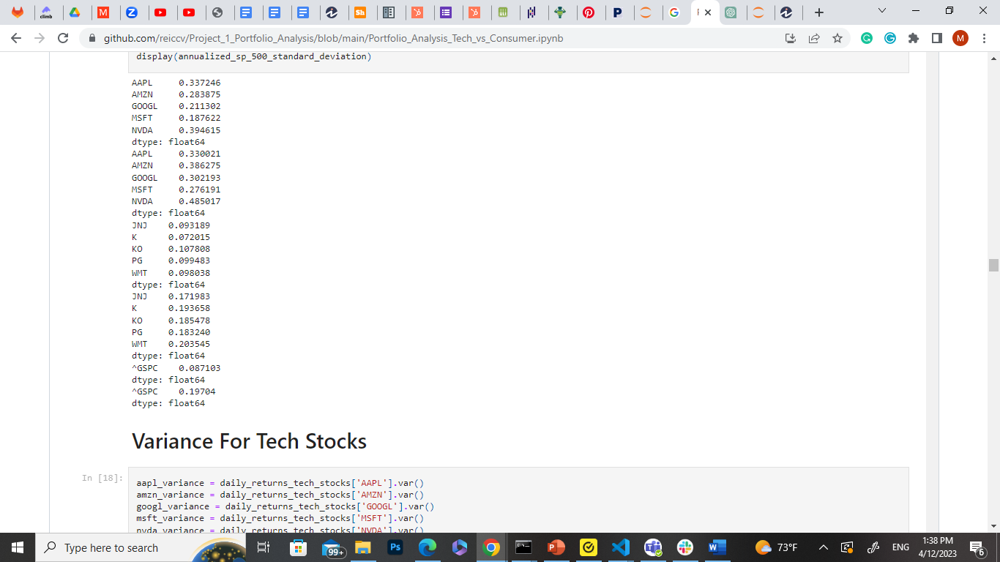 climb
M
Z
Sh
P
G
F
github.com/reiccv/Project_1_Portfolio_Analysis/blob/main/Portfolio_Analysis_Tech_vs_Consumer.ipynb
M
display(annualized_sp_500_standard_deviation)
AAPL 0.337246
AMZN 0.283875
GOOGL 0.211302
MSFT 0.187622
NVDA 0.394615
dtype: float64
AAPL 0.330021
AMZN 0.386275
GOOGL 0.302193
MSFT 0.276191
NVDA 0.485017
dtype: float64
JNJ 0.093189
K 0.072015
KO 0.107808
PG 0.099483
WMT 0.098038
dtype: float64
JNJ 0.171983
K 0.193658
KO 0.185478
PG 0.183240
WMT 0.203545
dtype: float64
^GSPC 0.087103
dtype: float64
^GSPC 0.19704
dtype: float64
Variance For Tech Stocks
In [18]:
aapl_variance = daily_returns_tech_stocks['AAPL'].var()
amzn_variance = daily_returns_tech_stocks['AMZN'].var()
googl_variance = daily_returns_tech_stocks['GOOGL'].var()
msft_variance = daily_returns_tech_stocks['MSFT'].var()
nvda_variance = daily_returns_tech_stocks['NVDA'].var()
Type here to search
99+
Ps
73°F
ENG
1:38 PM
4/12/2023
6